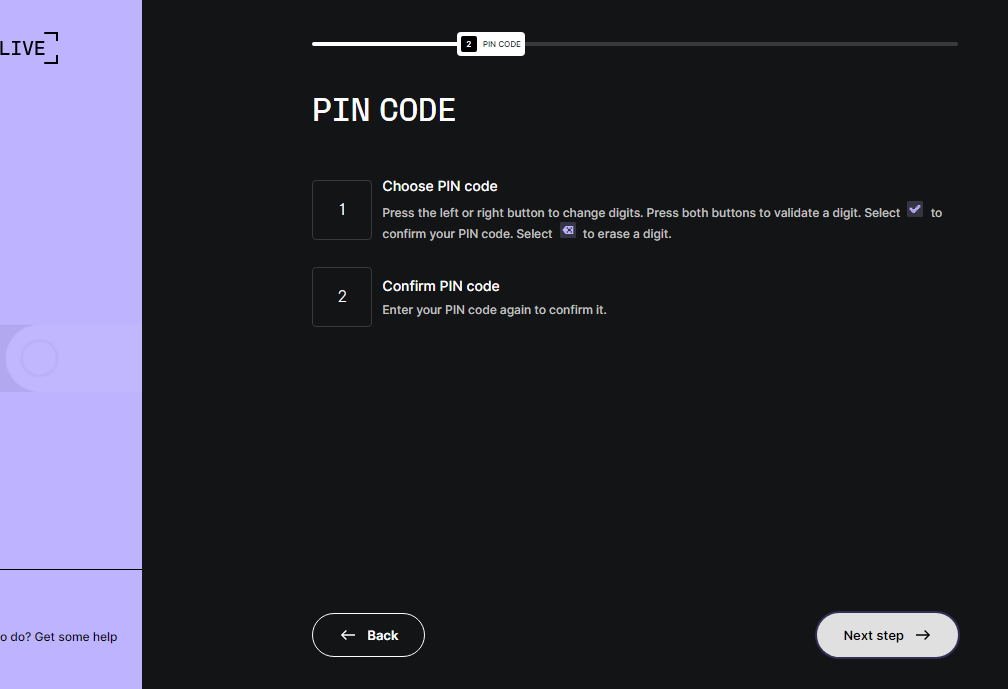 LIVE
2 PIN CODE
PIN CODE
1
Choose PIN code
Press the left or right button to change digits. Press both buttons to validate a digit. Select to
confirm your PIN code. Select to erase a digit.
2
Confirm PIN code
Enter your PIN code again to confirm it.
o do? Get some help
Back
Next step